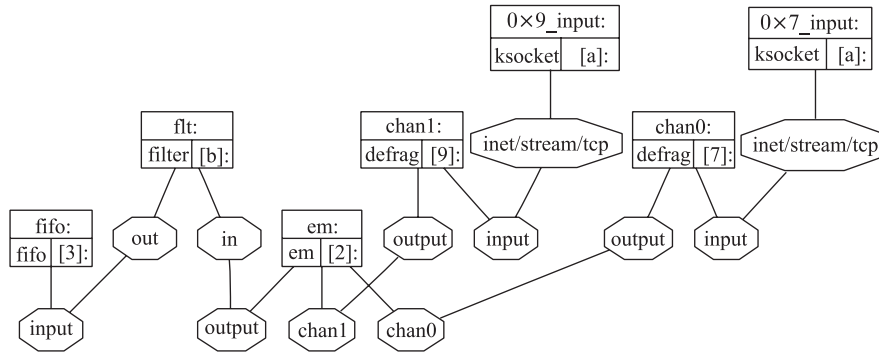 0×9_input:
ksocket [a]:
0×7_input:
ksocket [a]:
flt:
filter [b]:
chan1:
defrag [9]:
inet/stream/tcp
chan0:
defrag [7]:
inet/stream/tcp
fifo:
fifo [3]:
out
in
em:
em [2]:
output
input
output
input
input
output
chan1
chan0